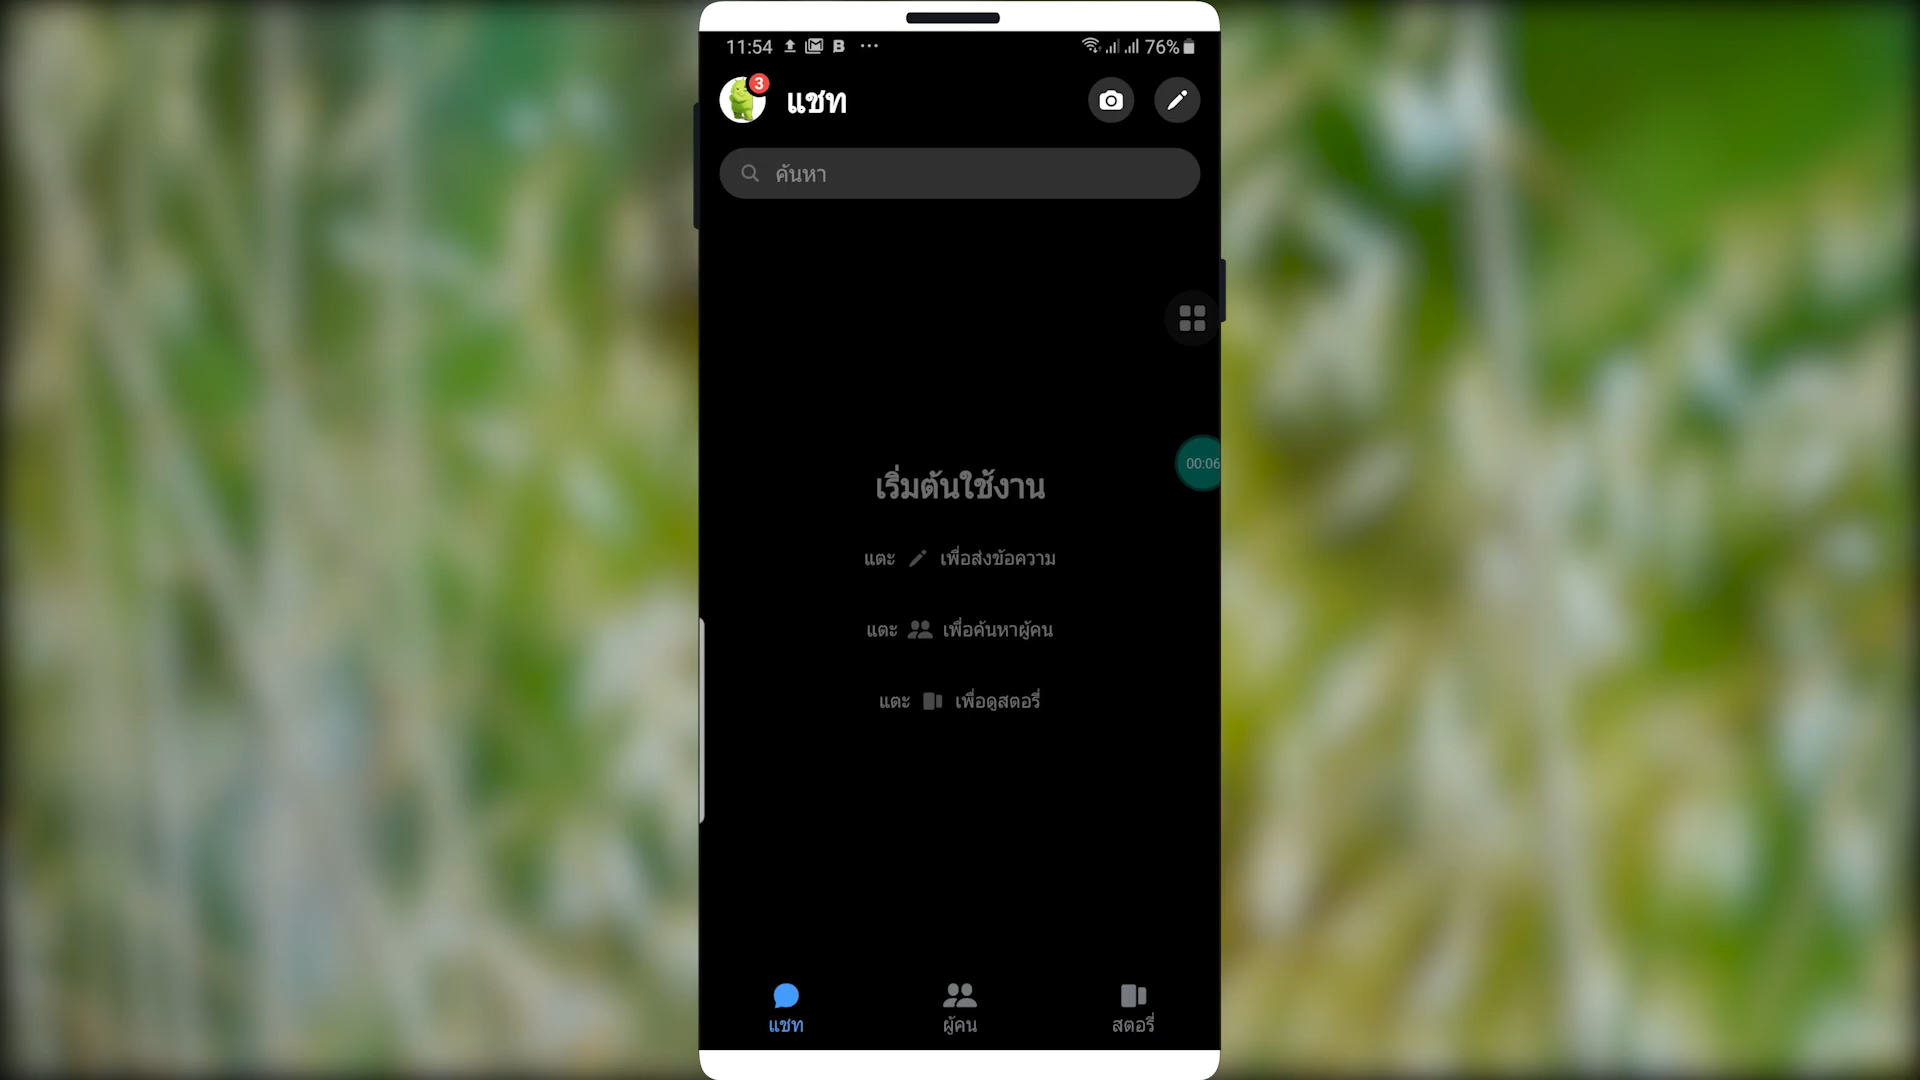 11:54 B ... 76%
3
แชท
ค้นหา
00:06
เริ่มต้นใช้งาน
แตะ เพื่อส่งข้อความ
แตะ เพื่อค้นหาผู้คน
แตะ เพื่อดูสตอรี่
แชท ผู้คน สตอรี่